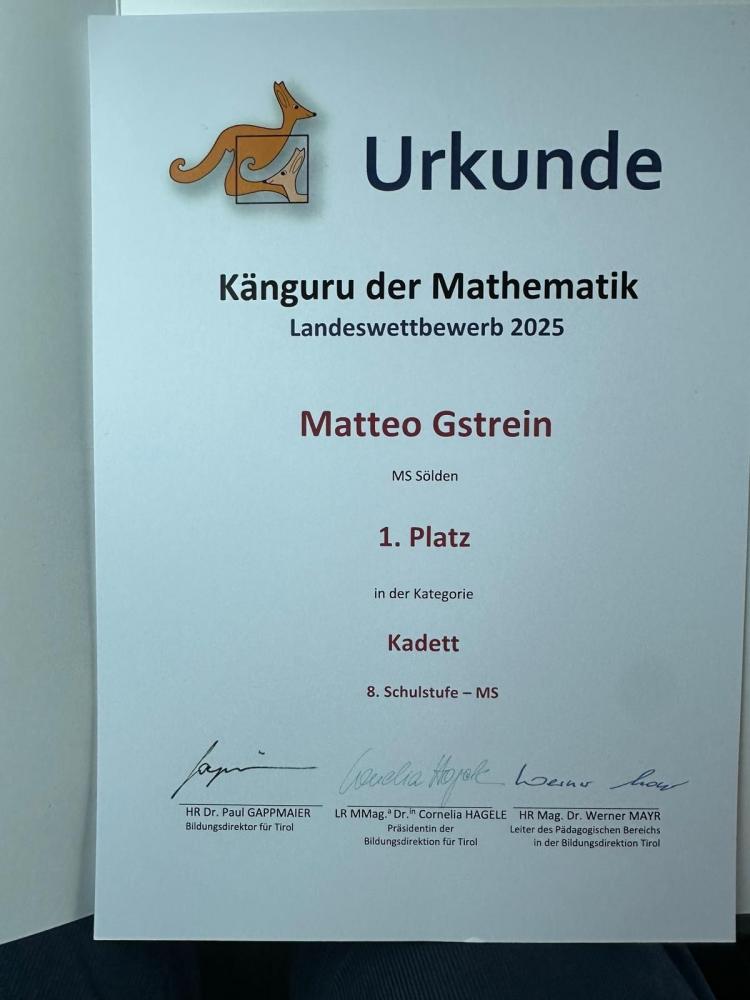 Urkunde
Känguru der Mathematik
Landeswettbewerb 2025
Matteo Gstrein
MS Sölden
1. Platz
in der Kategorie
Kadett
8. Schulstufe – MS
HR Dr. Paul GAPPMAIER
Bildungsdirektor für Tirol
LR MMag.ᵃ Dr.ⁱⁿ Cornelia HAGELE
Präsidentin der
Bildungsdirektion für Tirol
HR Mag. Dr. Werner MAYR
Leiter des Pädagogischen Bereichs
in der Bildungsdirektion Tirol